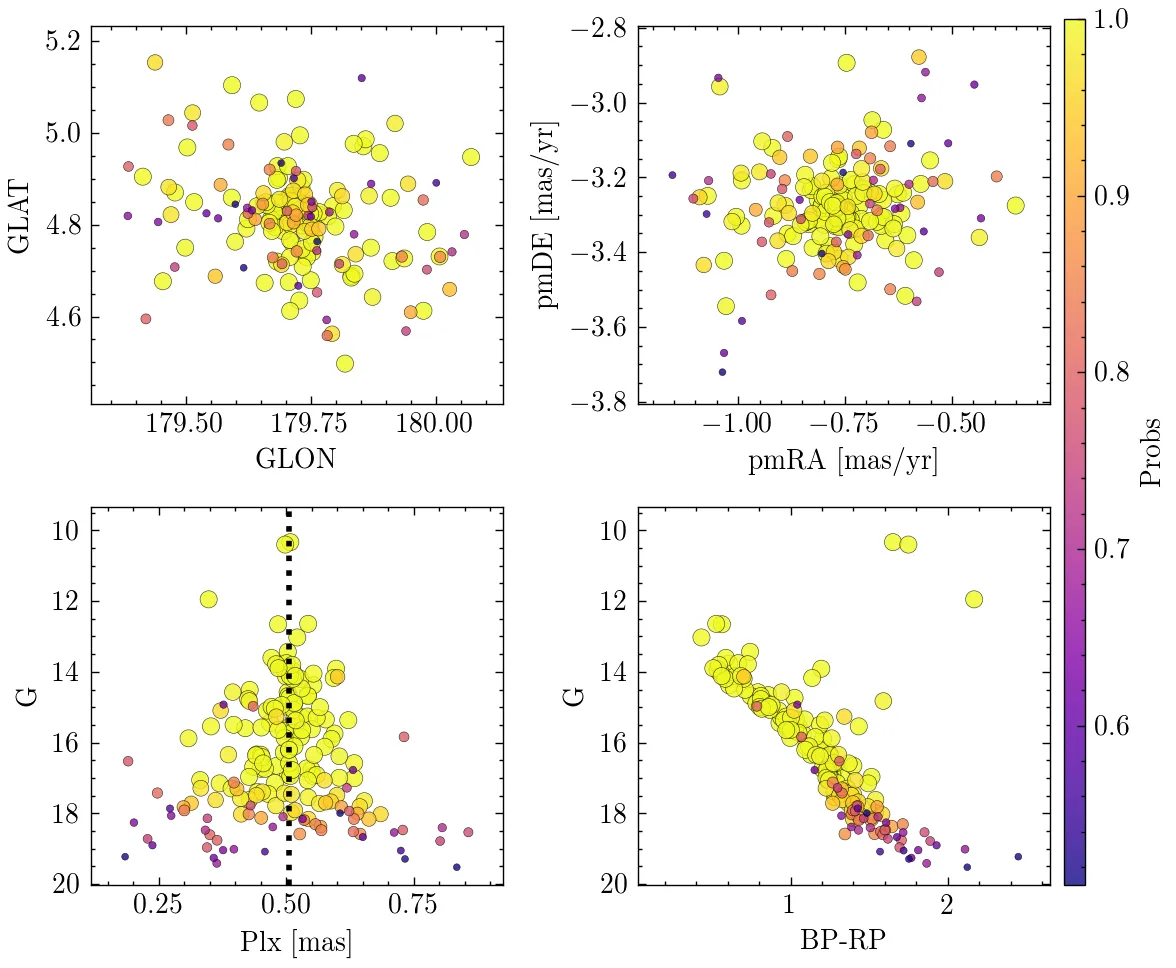 5.2
5.0
4.8
4.6
GLAT
179.50 179.75 180.00
GLON
−2.8
−3.0
−3.2
−3.4
−3.6
−3.8
pmDE [mas/yr]
−1.00 −0.75 −0.50
pmRA [mas/yr]
10
12
14
16
18
20
G
0.25 0.50 0.75
Plx [mas]
10
12
14
16
18
20
G
1 2
BP-RP
1.0
0.9
0.8
0.7
0.6
Probs